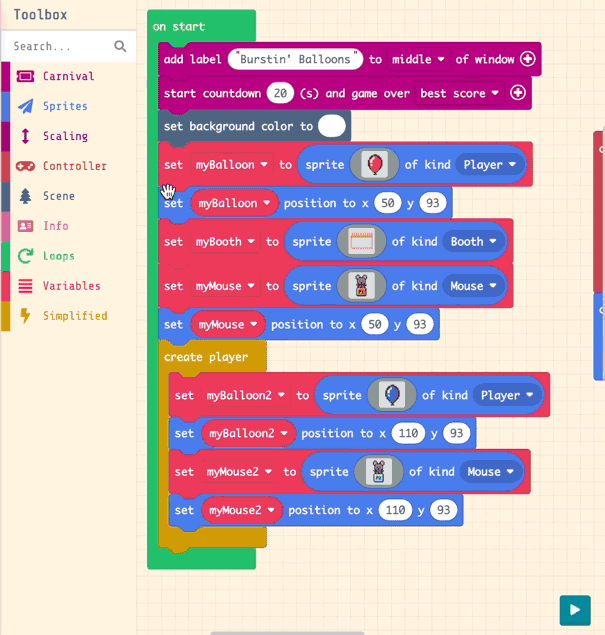 Toolbox
Search...
Carnival
Sprites
Scaling
Controller
Scene
Info
Loops
Variables
Simplified
on start
add label "Burstin' Balloons" to middle of window
start countdown 20 (s) and game over best score
set background color to
set myBalloon to sprite of kind Player
set myBalloon position to x 50 y 93
set myBooth to sprite of kind Booth
set myMouse to sprite of kind Mouse
set myMouse position to x 50 y 93
create player
set myBalloon2 to sprite of kind Player
set myBalloon2 position to x 110 y 93
set myMouse2 to sprite of kind Mouse
set myMouse2 position to x 110 y 93